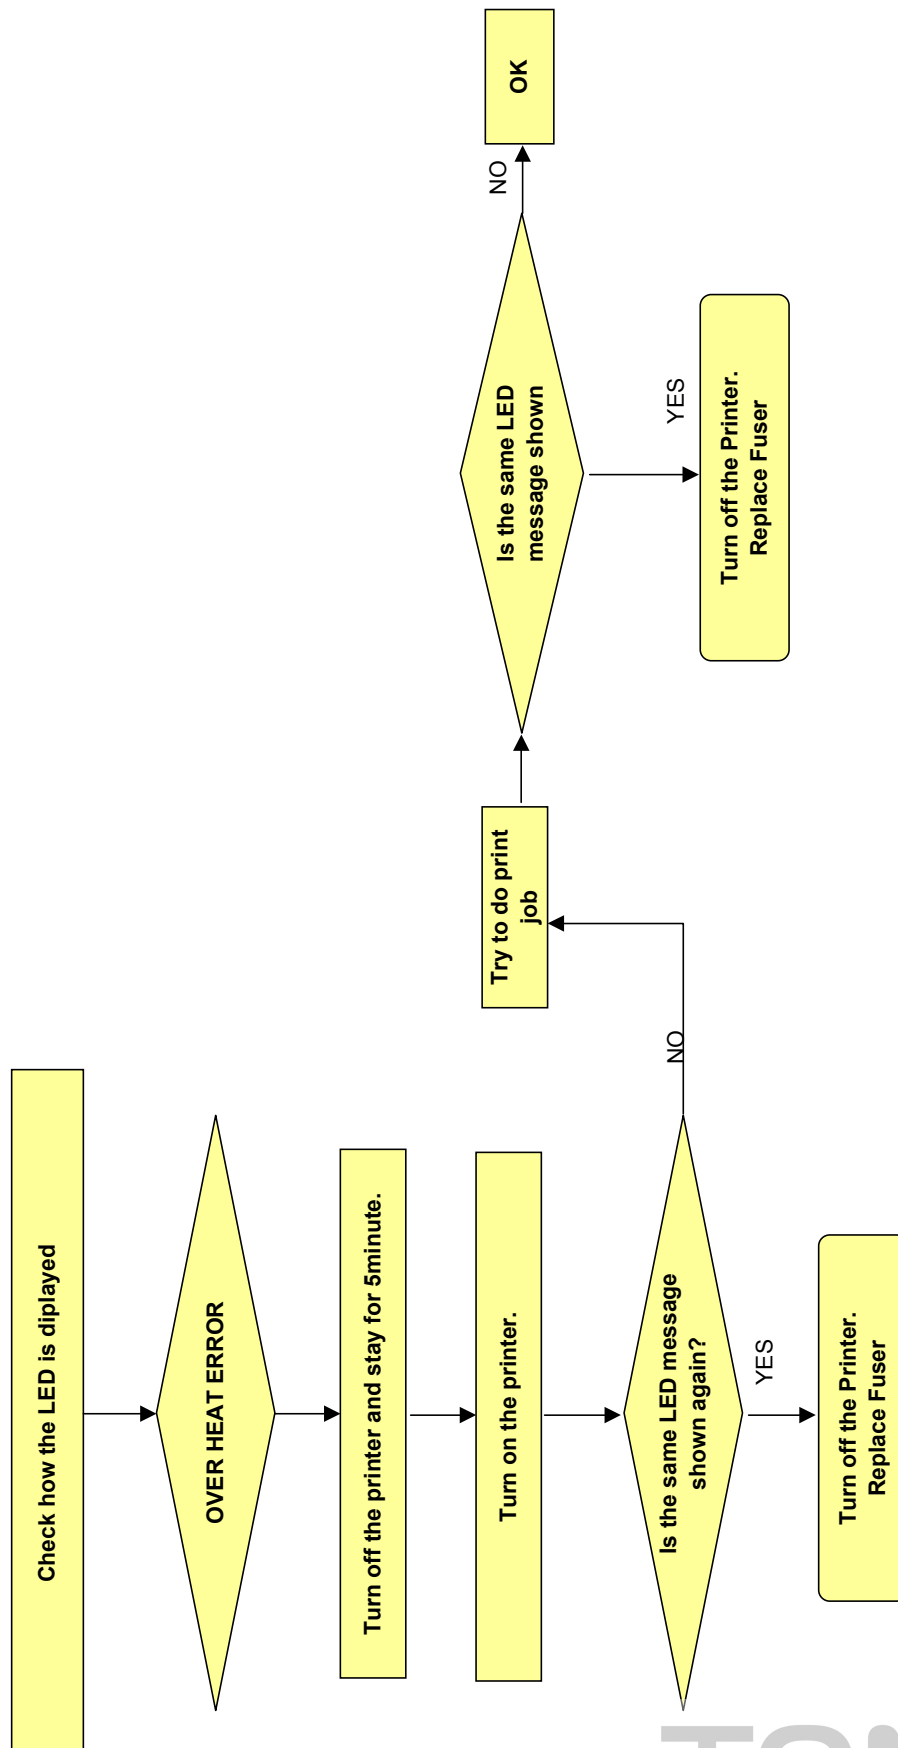 Check how the LED is diplayed
OVER HEAT ERROR
Turn off the printer and stay for 5minute.
Turn on the printer.
Is the same LED message
shown again?
YES
Turn off the Printer.
Replace Fuser
NO
Try to do print
job
Is the same LED
message shown
YES
Turn off the Printer.
Replace Fuser
NO
OK